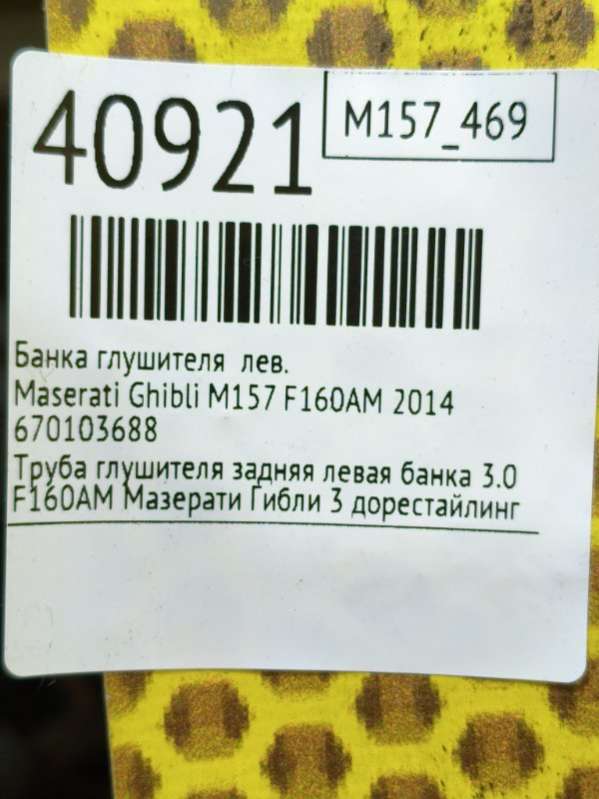 40921
M157_469
Банка глушителя лев.
Maserati Ghibli M157 F160AM 2014
670103688
Труба глушителя задняя левая банка 3.0
F160AM Мазерати Гибли 3 дорестайлинг